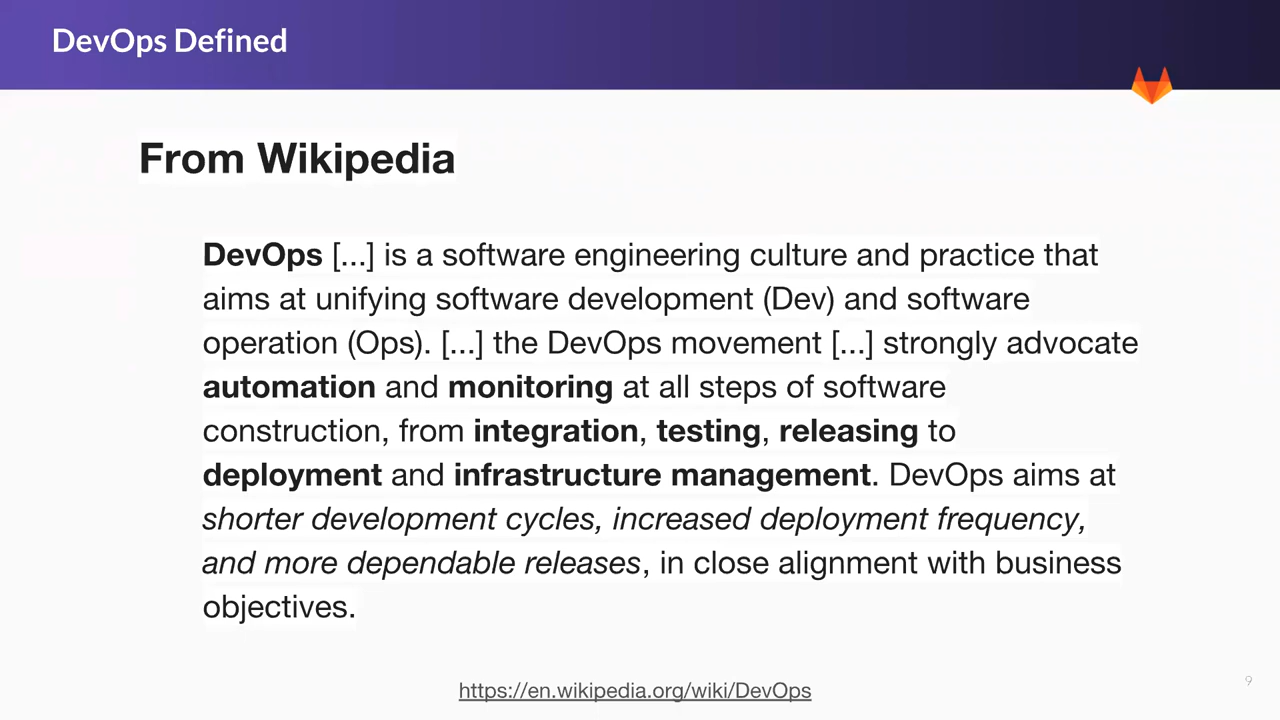 DevOps Defined
From Wikipedia
DevOps [...] is a software engineering culture and practice that
aims at unifying software development (Dev) and software
operation (Ops). [...] the DevOps movement [...] strongly advocate
automation and monitoring at all steps of software
construction, from integration, testing, releasing to
deployment and infrastructure management. DevOps aims at
shorter development cycles, increased deployment frequency,
and more dependable releases, in close alignment with business
objectives.
https://en.wikipedia.org/wiki/DevOps
9